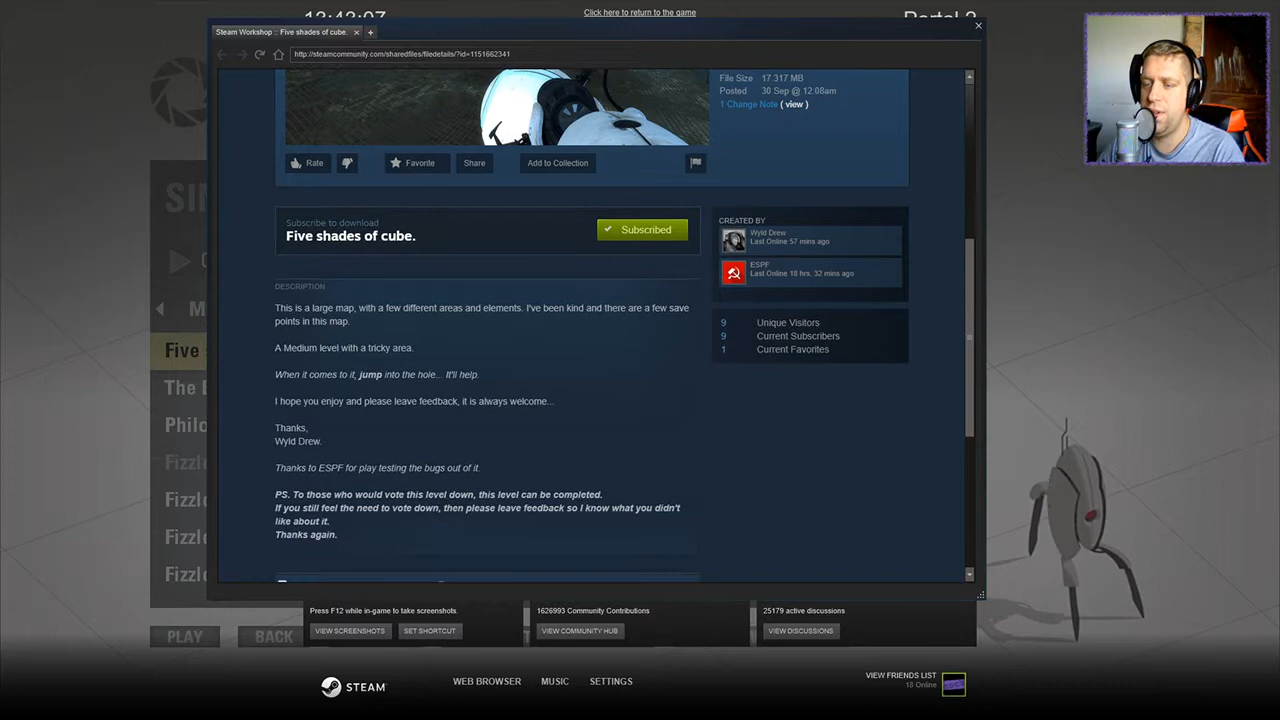 13:43:07
Click here to return to the game
Portal 2
Steam Workshop :: Five shades of cube.
http://steamcommunity.com/sharedfiles/filedetails/?id=1151662341
File Size 17.317 MB
Posted 30 Sep @ 12:08am
1 Change Note ( view )
Rate
Favorite
Share
Add to Collection
Subscribe to download
Five shades of cube.
Subscribed
CREATED BY
Wyld Drew
Last Online 57 mins ago
ESPF
Last Online 18 hrs, 32 mins ago
9 Unique Visitors
9 Current Subscribers
1 Current Favorites
DESCRIPTION
This is a large map, with a few different areas and elements. I've been kind and there are a few save
points in this map.
A Medium level with a tricky area.
When it comes to it, jump into the hole... It'll help.
I hope you enjoy and please leave feedback, it is always welcome...
Thanks,
Wyld Drew.
Thanks to ESPF for play testing the bugs out of it.
PS. To those who would vote this level down, this level can be completed.
If you still feel the need to vote down, then please leave feedback so I know what you didn't
like about it.
Thanks again.
Five
The
Philo
Fizzle
Fizzle
Fizzle
Fizzle
PLAY
BACK
Press F12 while in-game to take screenshots.
VIEW SCREENSHOTS
SET SHORTCUT
1626993 Community Contributions
VIEW COMMUNITY HUB
25179 active discussions
VIEW DISCUSSIONS
STEAM
WEB BROWSER
MUSIC
SETTINGS
VIEW FRIENDS LIST
18 Online